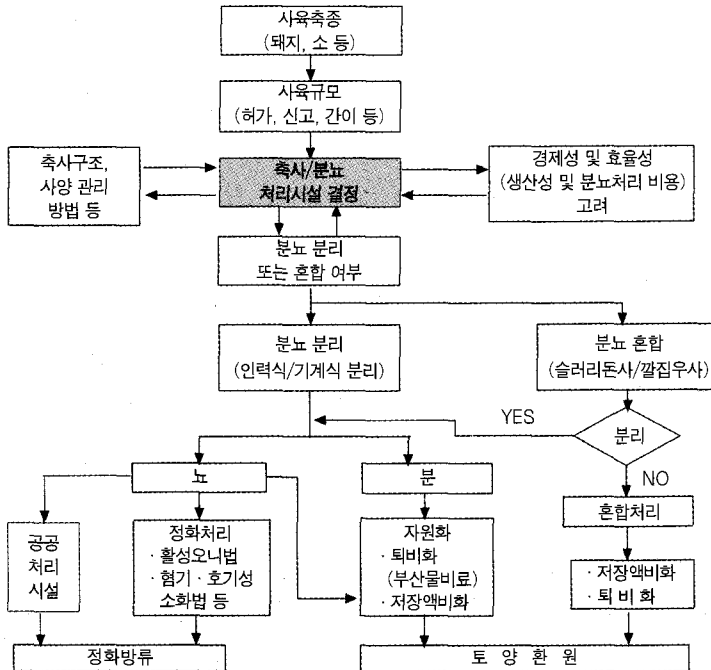 사육축종
(돼지, 소 등)
사육규모
(허가, 신고, 간이 등)
축사구조,
사양 관리
방법 등
축사/분뇨
처리시설 결정
경제성 및 효율성
(생산성 및 분뇨처리 비용)
고려
분뇨 분리
또는 혼합 여부
분뇨 분리
(인력식/기계식 분리)
분뇨 혼합
(슬러리돈사/깔집우사)
YES
분리
NO
뇨
분
혼합처리
공공
처리
시설
정화처리
· 활성오니법
· 혐기 · 호기성
소화법 등
자원화
· 퇴비화
(부산물비료)
· 저장액비화
· 저장액비화
· 퇴 비 화
정화방류
토 양 환 원